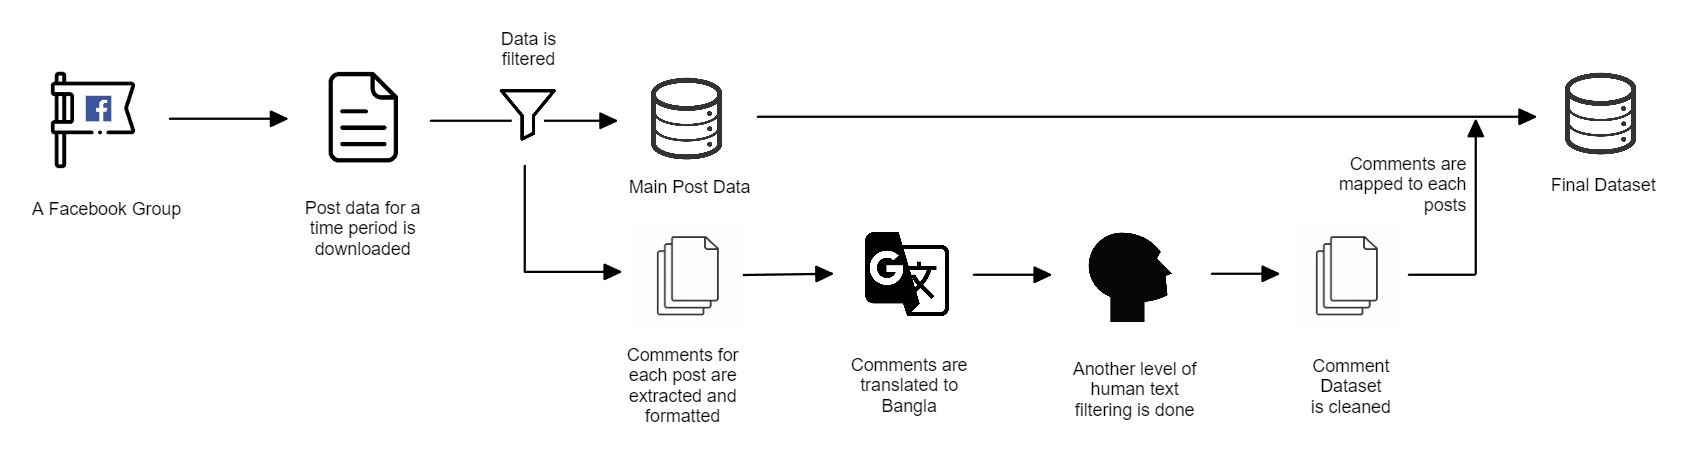 Data is
filtered
A Facebook Group
Post data for a
time period is
downloaded
Main Post Data
Comments are
mapped to each
posts
Final Dataset
Comments for
each post are
extracted and
formatted
G 文
Comments are
translated to
Bangla
Another level of
human text
filtering is done
Comment
Dataset
is cleaned